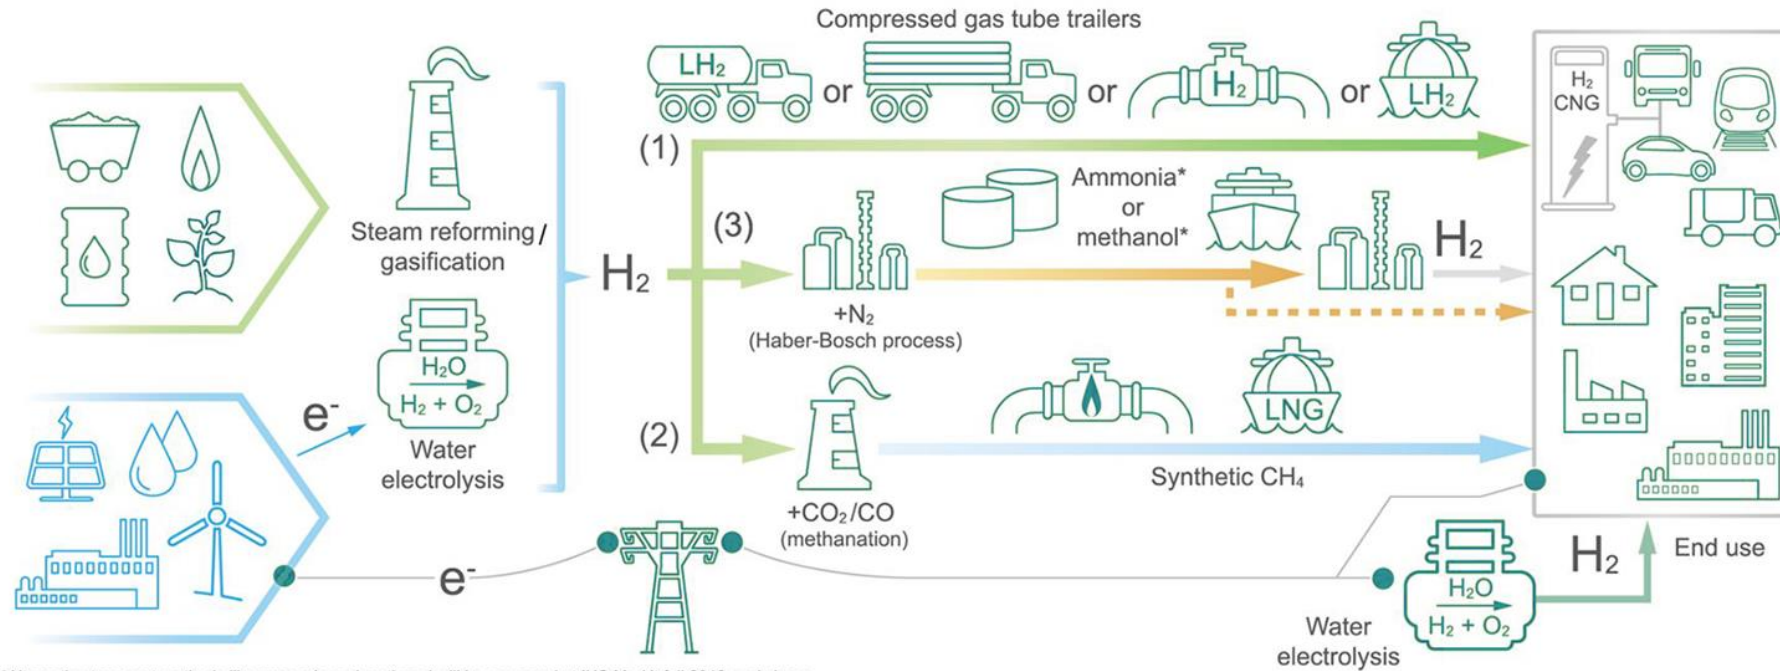 Compressed gas tube trailers
LH₂
or
or
H₂
or
LH₂
H₂
CNG
(1)
Steam reforming/
gasification
H₂
(3)
Ammonia*
or
methanol*
H₂
+N₂
(Haber-Bosch process)
H₂O
H₂ + O₂
Water
electrolysis
e-
(2)
LNG
Synthetic CH₄
+CO₂/CO
(methanation)
e-
H₂O
H₂ + O₂
Water
electrolysis
H₂
End use